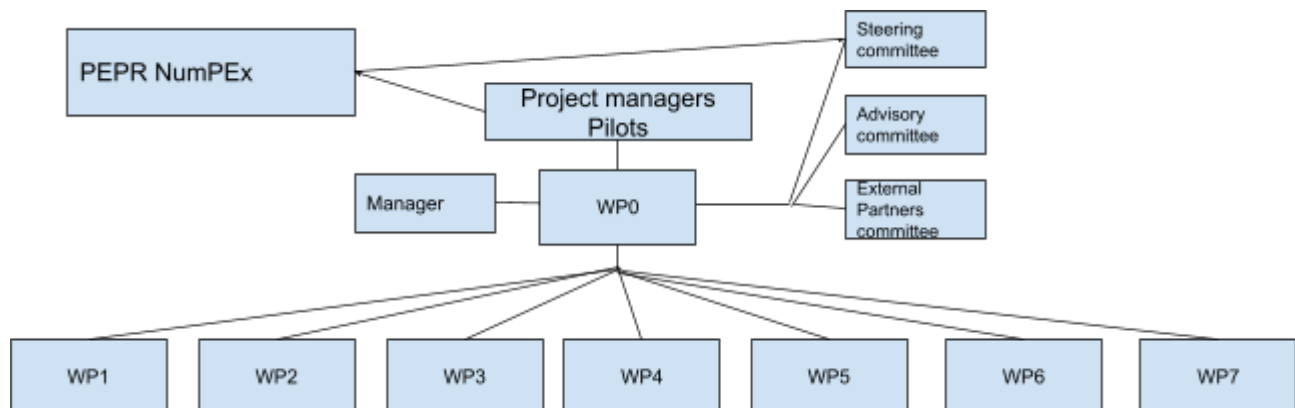 PEPR NumPEx
Steering
committee
Project managers
Pilots
Advisory
committee
Manager
WP0
External
Partners
committee
WP1
WP2
WP3
WP4
WP5
WP6
WP7